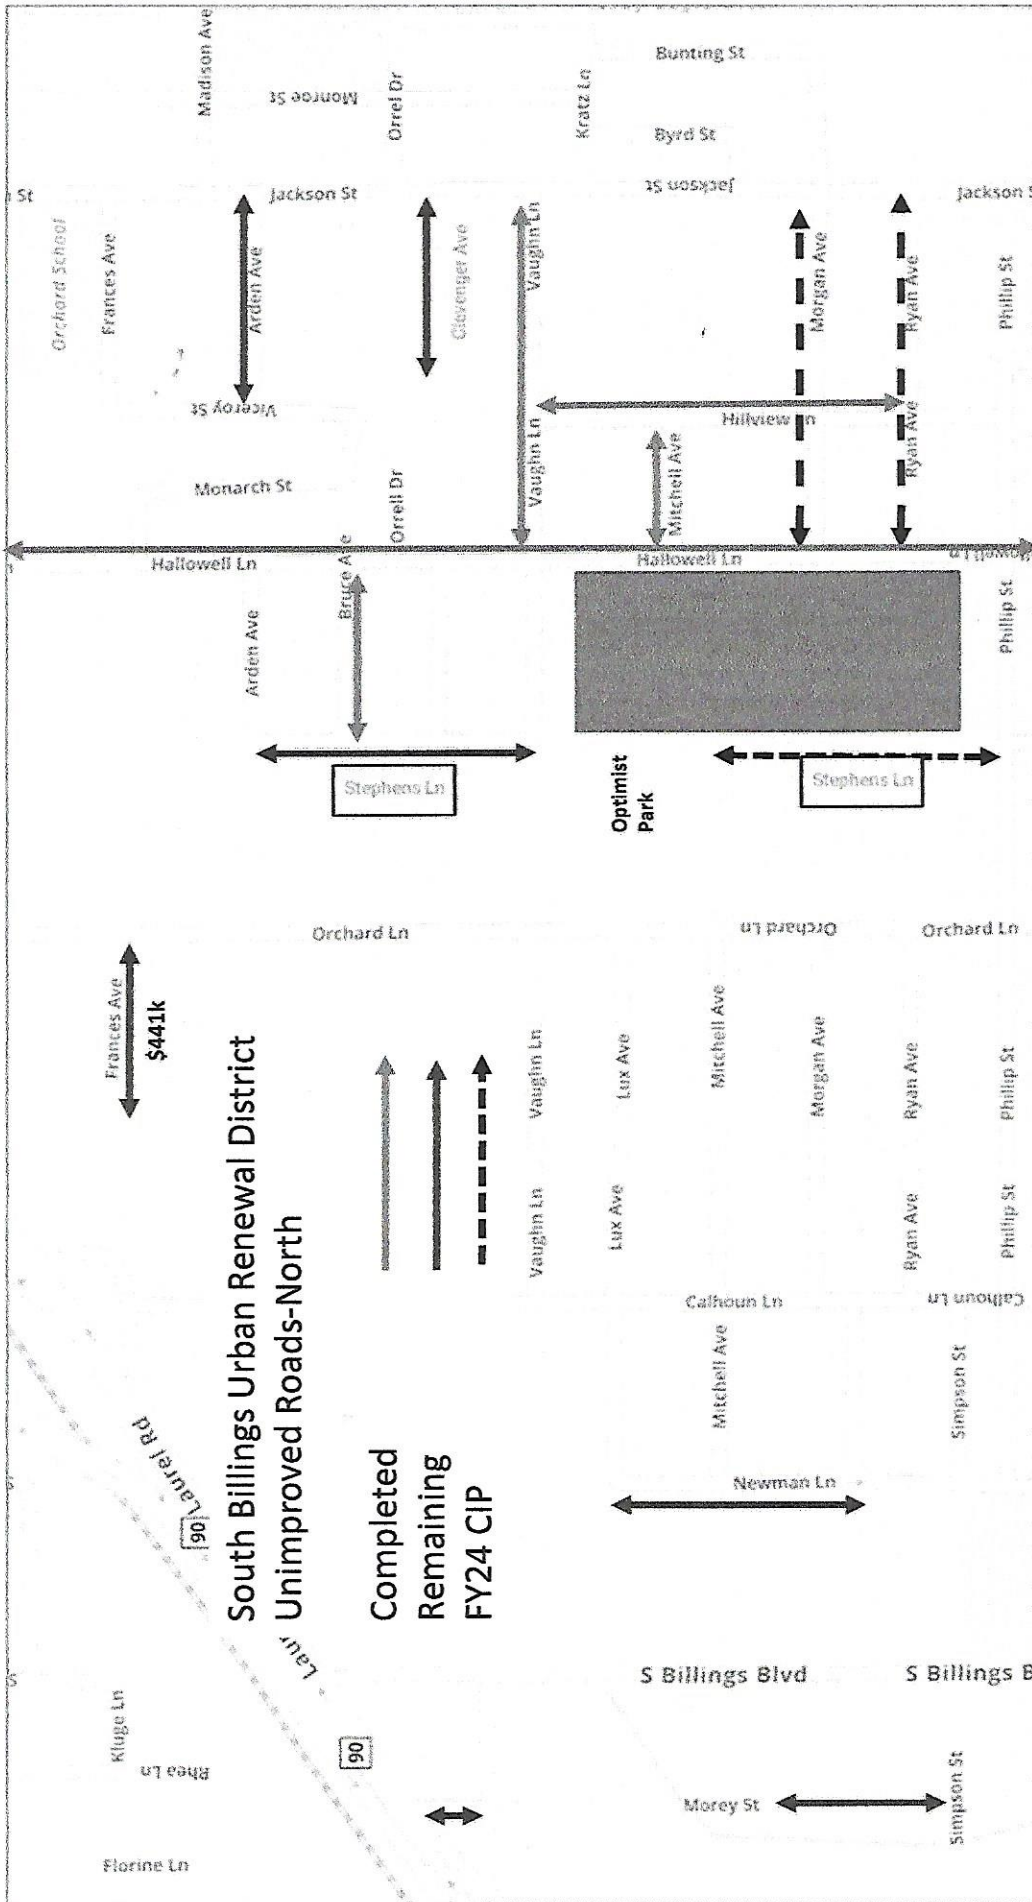 South Billings Urban Renewal District
Unimproved Roads-North
Completed
Remaining
FY24 CIP
Frances Ave
$441k
Laurel Rd
90
Lau
90
Kluge Ln
Rhea Ln
Florine Ln
Morey St
Simpson St
S Billings Blvd
S Billings B
Newman Ln
Simpson St
Mitchell Ave
Calhoun Ln
Calhoun Ln
Vaughn Ln
Vaughn Ln
Lux Ave
Lux Ave
Mitchell Ave
Morgan Ave
Ryan Ave
Ryan Ave
Phillip St
Phillip St
Orchard Ln
Orchard Ln
Orchard Ln
Stephens Ln
Optimist
Park
Stephens Ln
Arden Ave
Bruce Ave
Phillip St
Hallowell Ln
Hallowell Ln
owell Ln
Monarch St
Orrell Dr
Vaughn Ln
Mitchell Ave
Hillview Ln
Ryan Ave
Viceroy St
Orchard School
Frances Ave
Arden Ave
Clevenger Ave
Vaughn Ln
Morgan Ave
Ryan Ave
Phillip St
St
Jackson St
Jackson St
Jackson S
Madison Ave
Monroe St
Orrel Dr
Kratz Ln
Byrd St
Bunting St